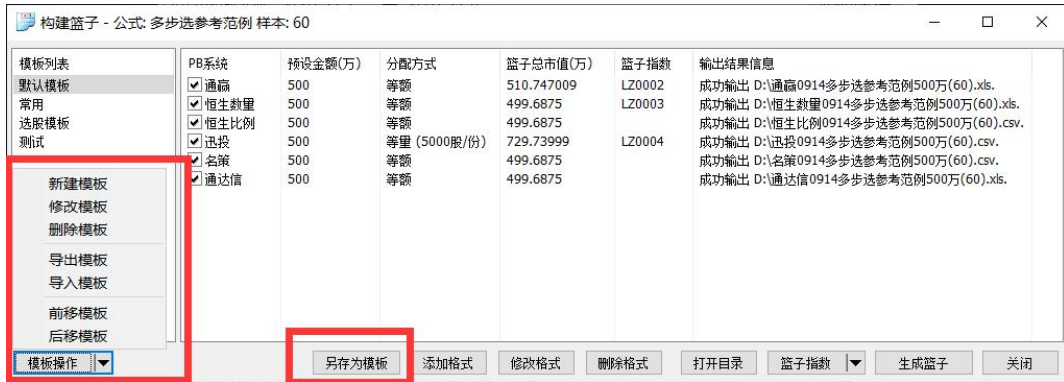 构建篮子 - 公式: 多步选参考范例 样本: 60
模板列表
默认模板
常用
选股模板
测试
PB系统 预设金额(万) 分配方式 篮子总市值(万) 篮子指数 输出结果信息
通赢 500 等额 510.747009 LZ0002 成功输出 D:\通赢0914多步选参考范例500万(60).xls.
恒生数量 500 等额 499.6875 LZ0003 成功输出 D:\恒生数量0914多步选参考范例500万(60).xls.
恒生比例 500 等额 499.6875 成功输出 D:\恒生比例0914多步选参考范例500万(60).csv.
迅投 500 等量 (5000股/份) 729.73999 LZ0004 成功输出 D:\迅投0914多步选参考范例500万(60).csv.
名策 500 等额 499.6875 成功输出 D:\名策0914多步选参考范例500万(60).csv.
通达信 500 等额 499.6875 成功输出 D:\通达信0914多步选参考范例500万(60).xls.
新建模板
修改模板
删除模板
导出模板
导入模板
前移模板
后移模板
模板操作 另存为模板 添加格式 修改格式 删除格式 打开目录 篮子指数 生成篮子 关闭